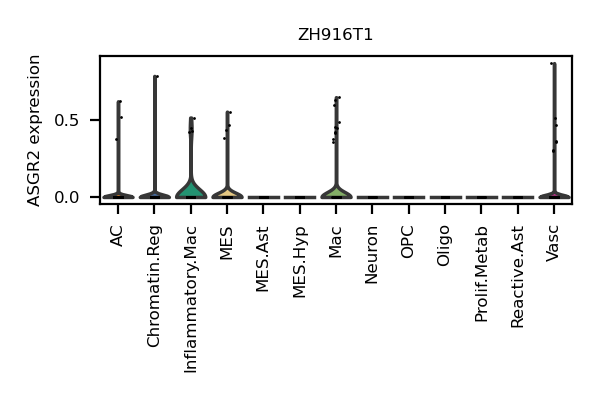 ZH916T1
ASGR2 expression
0.5
0.0
AC
Chromatin.Reg
Inflammatory.Mac
MES
MES.Ast
MES.Hyp
Mac
Neuron
OPC
Oligo
Prolif.Metab
Reactive.Ast
Vasc